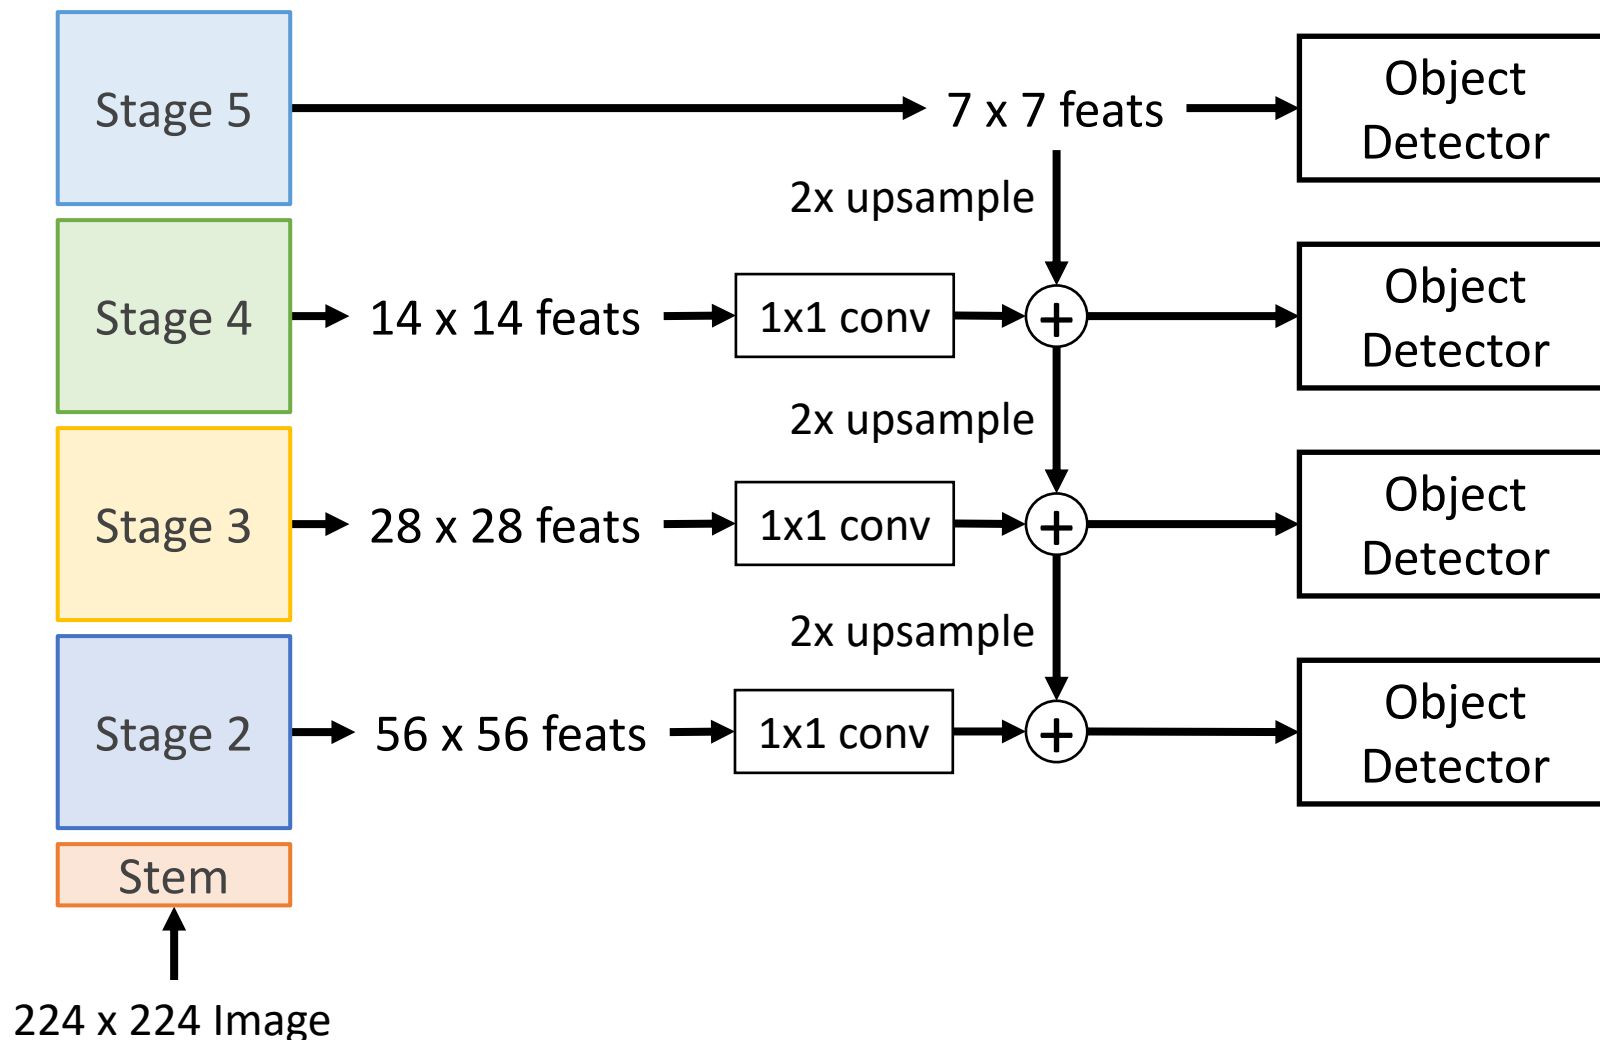 Stage 5
7 x 7 feats
Object
Detector
2x upsample
Stage 4
14 x 14 feats
1x1 conv
+
Object
Detector
2x upsample
Stage 3
28 x 28 feats
1x1 conv
+
Object
Detector
2x upsample
Stage 2
56 x 56 feats
1x1 conv
+
Object
Detector
Stem
224 x 224 Image